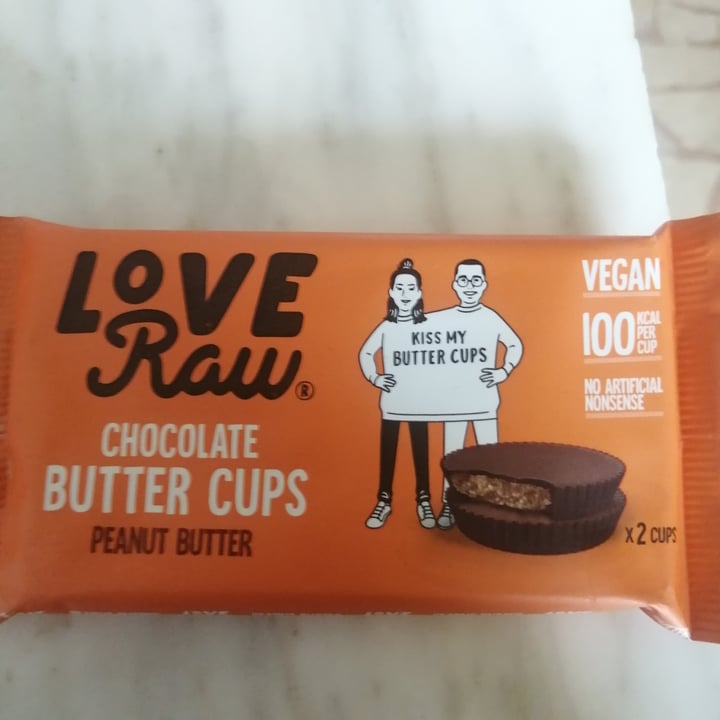 LOVE
Raw®
CHOCOLATE
BUTTER CUPS
PEANUT BUTTER
KISS MY
BUTTER CUPS
VEGAN
100 KCAL
PER
CUP
NO ARTIFICIAL
NONSENSE
X2 CUPS